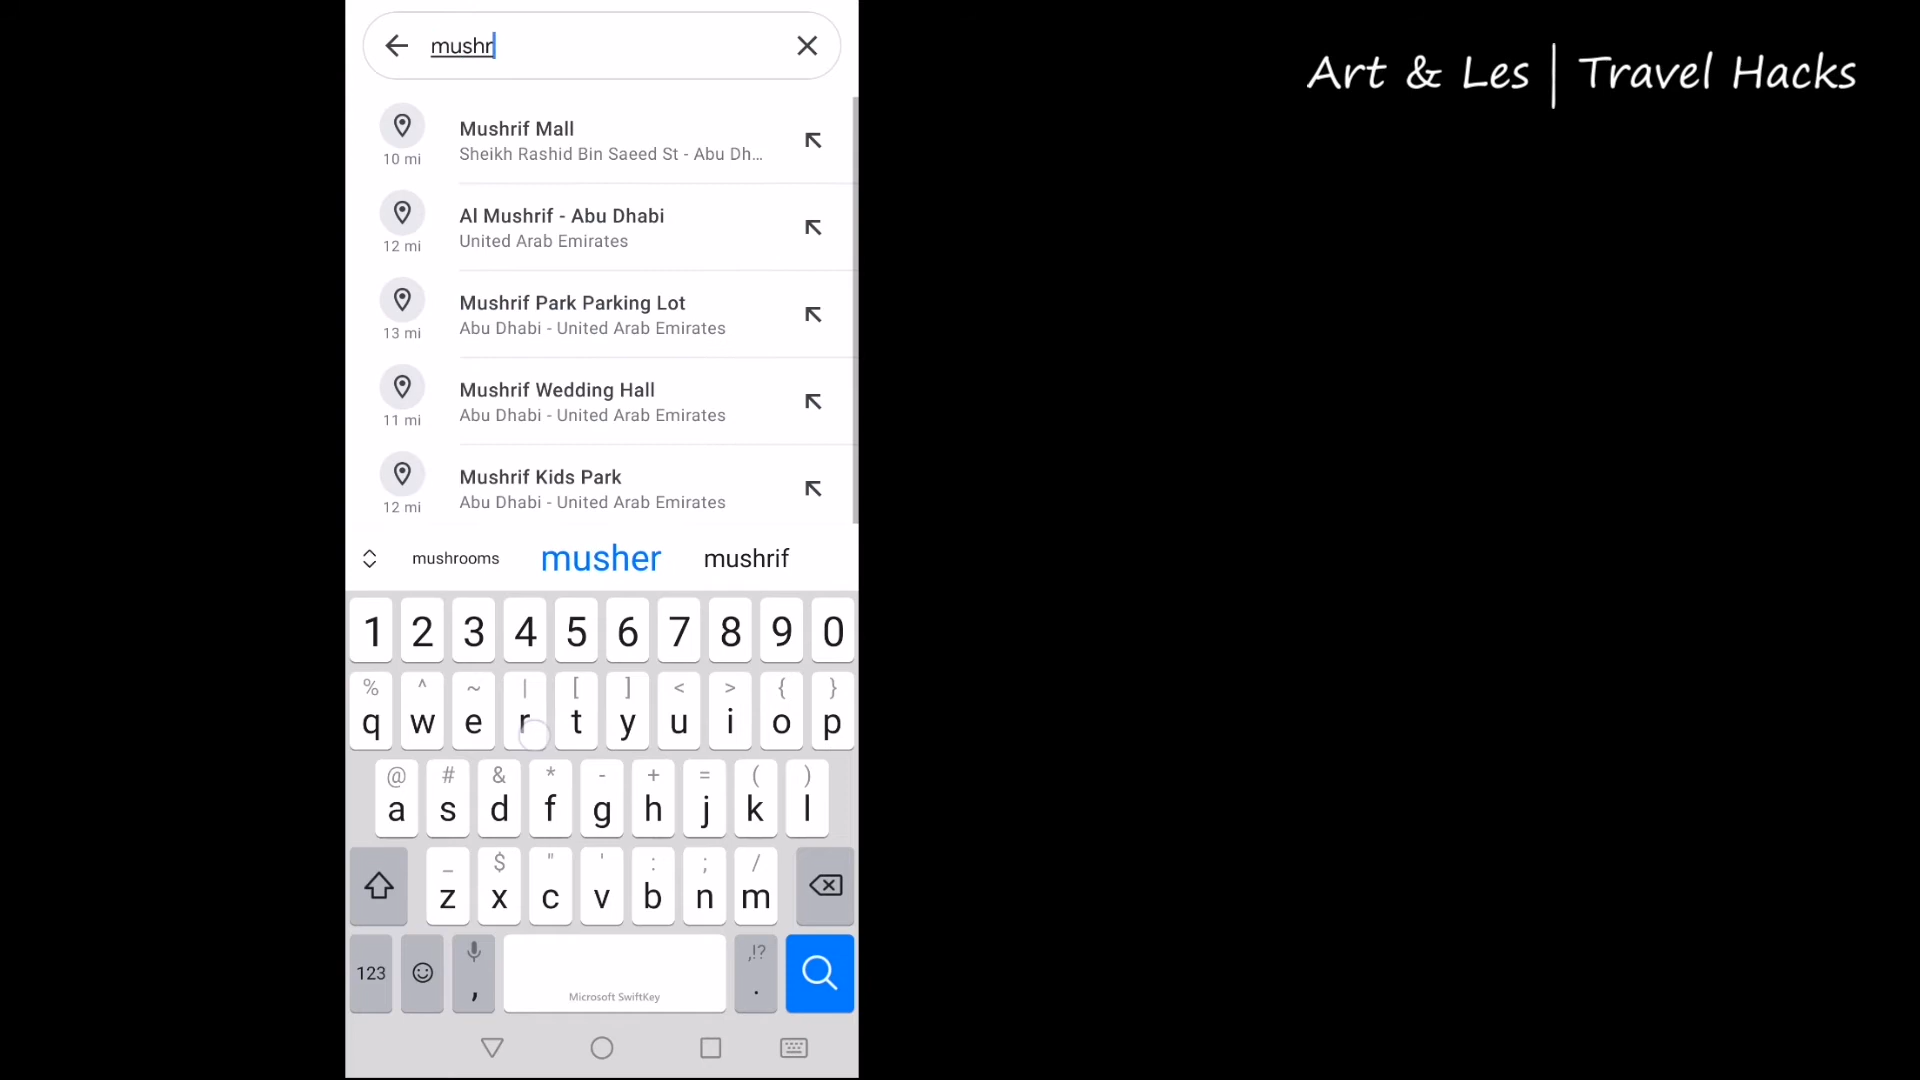 mushr
Art & Les | Travel Hacks
Mushrif Mall
Sheikh Rashid Bin Saeed St - Abu Dh...
10 mi
Al Mushrif - Abu Dhabi
United Arab Emirates
12 mi
Mushrif Park Parking Lot
Abu Dhabi - United Arab Emirates
13 mi
Mushrif Wedding Hall
Abu Dhabi - United Arab Emirates
11 mi
Mushrif Kids Park
Abu Dhabi - United Arab Emirates
12 mi
mushrooms musher mushrif
1 2 3 4 5 6 7 8 9 0
% ^ ~ | [ ] < > { }
q w e r t y u i o p
@ # & * - + = ( )
a s d f g h j k l
_ $ " ' : ; /
z x c v b n m
,!?
123 , .
Microsoft SwiftKey